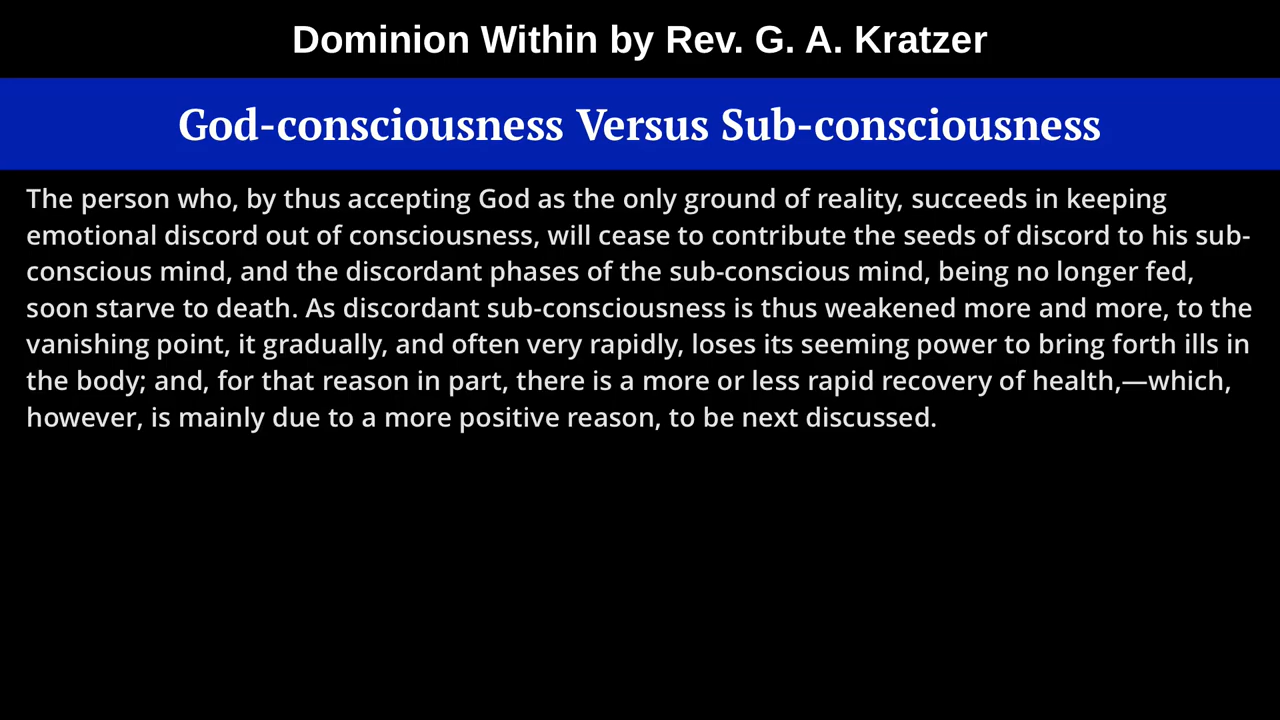 Dominion Within by Rev. G. A. Kratzer
God-consciousness Versus Sub-consciousness
The person who, by thus accepting God as the only ground of reality, succeeds in keeping
emotional discord out of consciousness, will cease to contribute the seeds of discord to his sub-
conscious mind, and the discordant phases of the sub-conscious mind, being no longer fed,
soon starve to death. As discordant sub-consciousness is thus weakened more and more, to the
vanishing point, it gradually, and often very rapidly, loses its seeming power to bring forth ills in
the body; and, for that reason in part, there is a more or less rapid recovery of health,—which,
however, is mainly due to a more positive reason, to be next discussed.